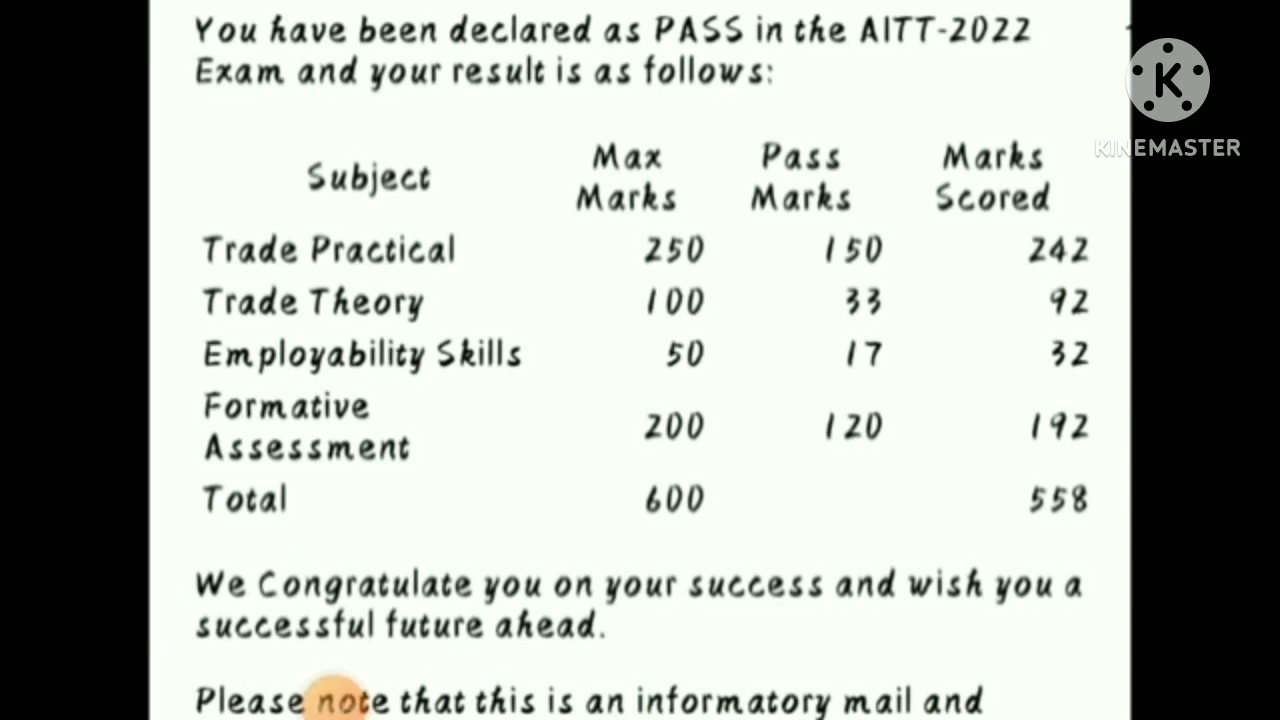 You have been declared as PASS in the AITT-2022
Exam and your result is as follows:
Subject Max Marks Pass Marks Marks Scored
Trade Practical 250 150 242
Trade Theory 100 33 92
Employability Skills 50 17 32
Formative Assessment 200 120 192
Total 600 558
We Congratulate you on your success and wish you a
successful future ahead.
Please note that this is an informatory mail and
K
KINEMASTER